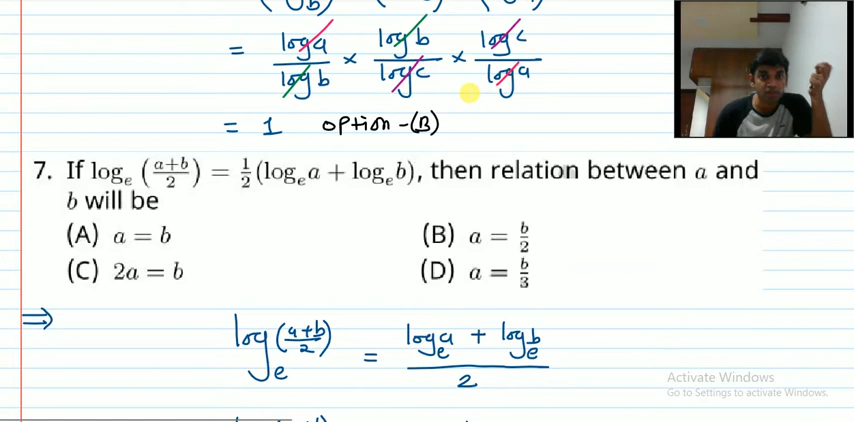 = log a / log b × log b / log c × log c / log a
= 1 option-(B)
7. If logₑ (a+b/2) = 1/2 (logₑa + logₑb), then relation between a and
b will be
(A) a = b (B) a = b/2
(C) 2a = b (D) a = b/3
⇒ logₑ (a+b/2) = logₑa + logₑb / 2
Activate Windows
Go to Settings to activate Windows.